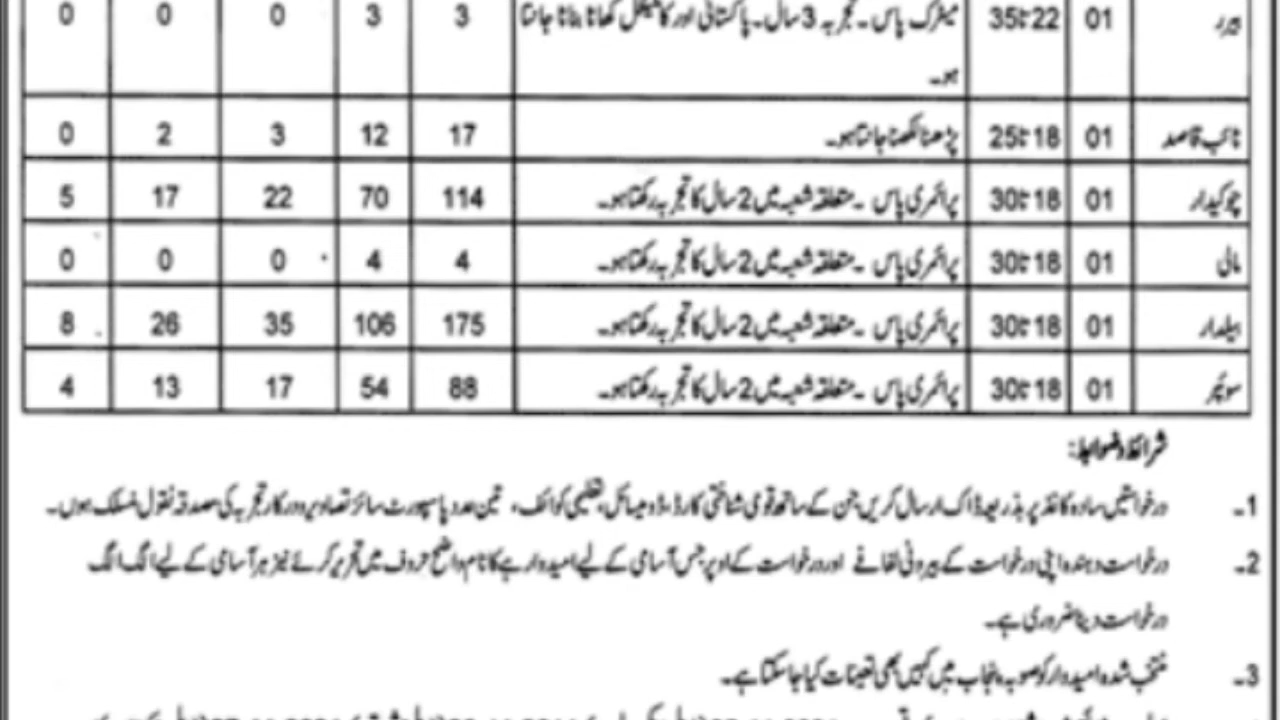 بیرر 01 22تا35 میٹرک پاس۔ تجربہ 3 سال۔ پاکستانی اور کانٹینٹل کھانا بنانا جانتا 3 3 0 0 0
ہو۔
نائب قاصد 01 18تا25 پڑھنا لکھنا جانتا ہو۔ 17 12 3 2 0
چوکیدار 01 18تا30 پرائمری پاس ۔ متعلقہ شعبہ میں 2 سال کا تجربہ رکھتا ہو۔ 114 70 22 17 5
مالی 01 18تا30 پرائمری پاس ۔ متعلقہ شعبہ میں 2 سال کا تجربہ رکھتا ہو۔ 4 4 0 0 0
بیلدار 01 18تا30 پرائمری پاس ۔ متعلقہ شعبہ میں 2 سال کا تجربہ رکھتا ہو۔ 175 106 35 26 8
سویپر 01 18تا30 پرائمری پاس ۔ متعلقہ شعبہ میں 2 سال کا تجربہ رکھتا ہو۔ 88 54 17 13 4
شرائط و ضوابط:
1۔ درخواستیں سادہ کاغذ پر بذریعہ ڈاک ارسال کریں جن کے ساتھ قومی شناختی کارڈ، ڈومیسائل، تعلیمی کوائف، تین عدد پاسپورٹ سائز تصاویر و درکار تجربہ کی مصدقہ نقول منسلک ہوں۔
2۔ درخواست دہندہ اپنی درخواست کے بیرونی لفافے اور درخواست کے اوپر جس آسامی کے لیے امیدوار ہے کا نام واضح حروف میں تحریر کرے نیز ہر آسامی کے لیے الگ الگ
درخواست دینا ضروری ہے۔
3۔ منتخب شدہ امیدوار کو صوبہ پنجاب میں کہیں بھی تعینات کیا جا سکتا ہے۔